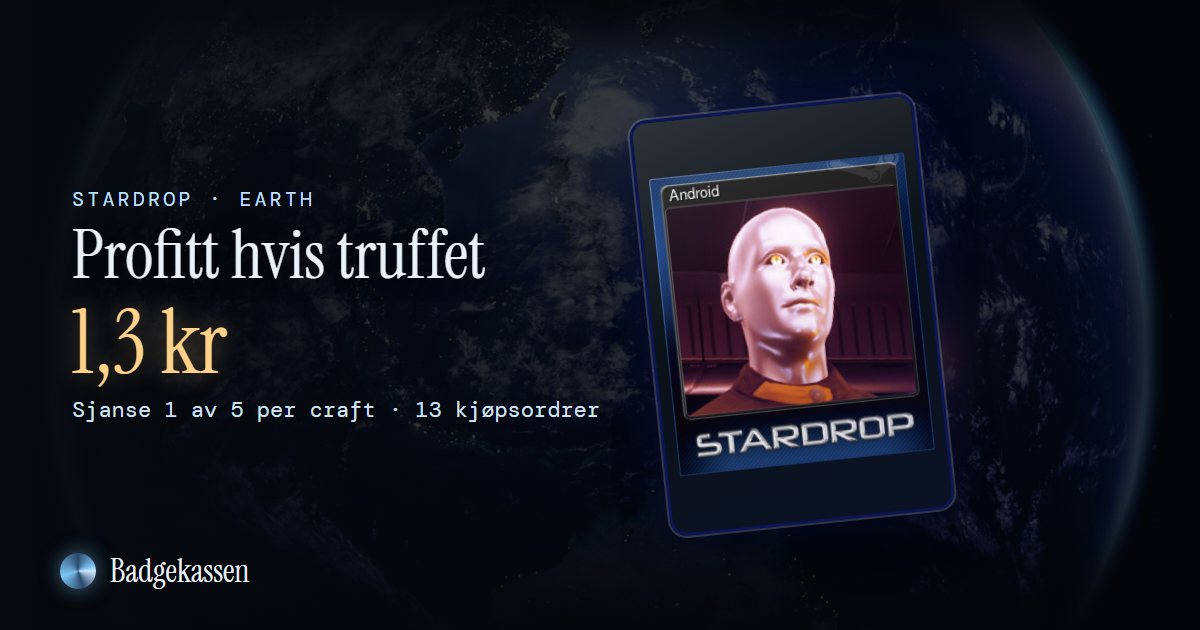 STARDROP · EARTH
Profitt hvis truffet
1,3 kr
Sjanse 1 av 5 per craft · 13 kjøpsordrer
Badgekassen
Android
STARDROP